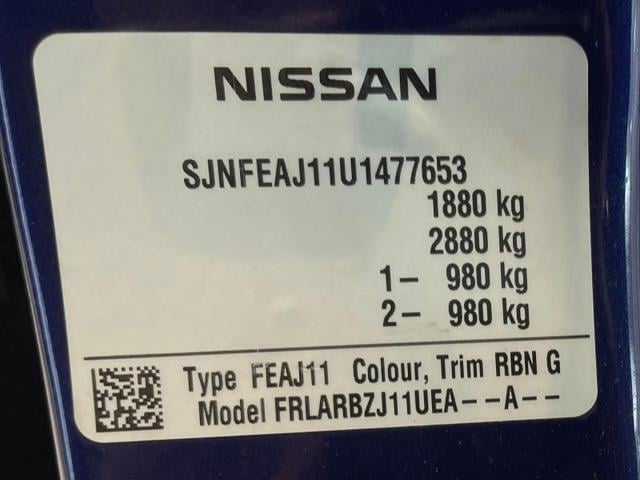 NISSAN
SJNFEAJ11U1477653
1880 kg
2880 kg
1– 980 kg
2– 980 kg
Type FEAJ11 Colour, Trim RBN G
Model FRLARBZJ11UEA––A––